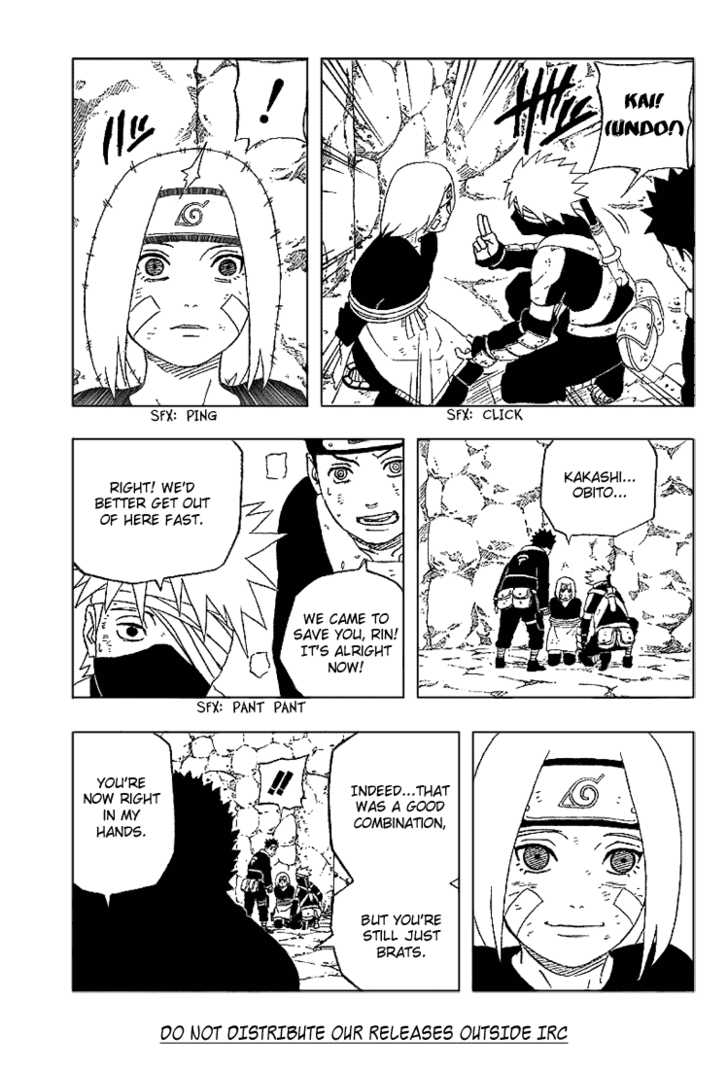 KAI!
(UNDO!)
SFX: CLICK
!
SFX: PING
KAKASHI...
OBITO...
WE CAME TO
SAVE YOU, RIN!
IT'S ALRIGHT
NOW!
RIGHT! WE'D
BETTER GET OUT
OF HERE FAST.
SFX: PANT PANT
INDEED...THAT
WAS A GOOD
COMBINATION,
BUT YOU'RE
STILL JUST
BRATS.
!!
YOU'RE
NOW RIGHT
IN MY
HANDS.
DO NOT DISTRIBUTE OUR RELEASES OUTSIDE IRC